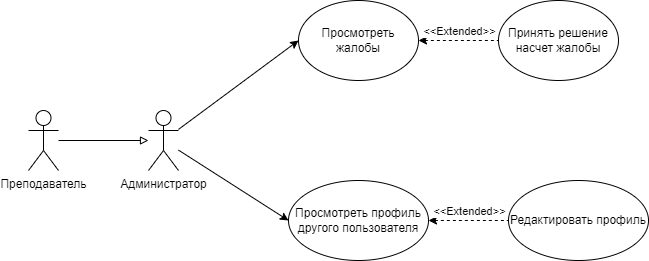 Просмотреть
жалобы
<<Extended>>
Принять решение
насчет жалобы
Преподаватель
Администратор
Просмотреть профиль
другого пользователя
<<Extended>>
Редактировать профиль